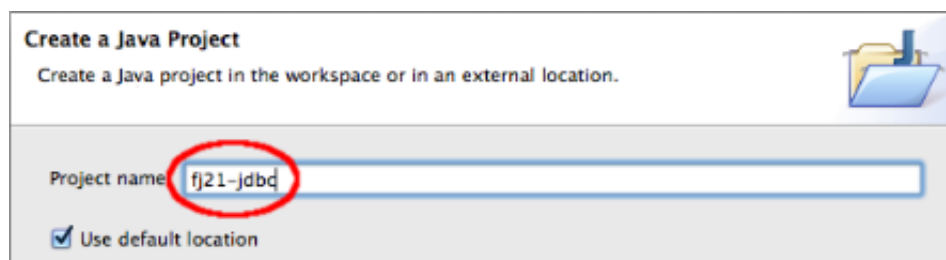 Create a Java Project
Create a Java project in the workspace or in an external location.
Project name fj21-jdbc
Use default location